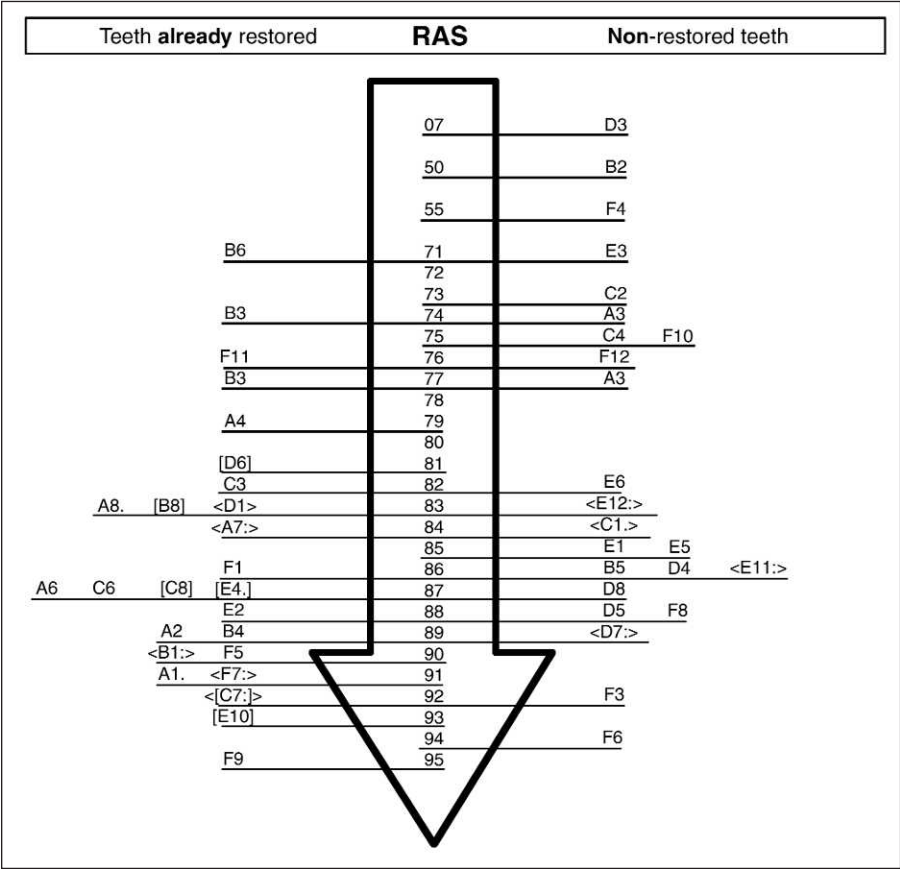 Teeth already restored RAS Non-restored teeth
07 D3
50 B2
55 F4
B6 71 E3
72
73 C2
B3 74 A3
75 C4 F10
F11 76 F12
B3 77 A3
78
A4 79
80
[D6] 81
C3 82 E6
A8. [B8] <D1> 83 <E12:>
<A7:> 84 <C1.>
85 E1 E5
F1 86 B5 D4 <E11:>
A6 C6 [C8] [E4.] 87 D8
E2 88 D5 F8
A2 B4 89 <D7:>
<B1:> F5 90
A1. <F7:> 91
<[C7:]> 92 F3
[E10] 93
94 F6
F9 95